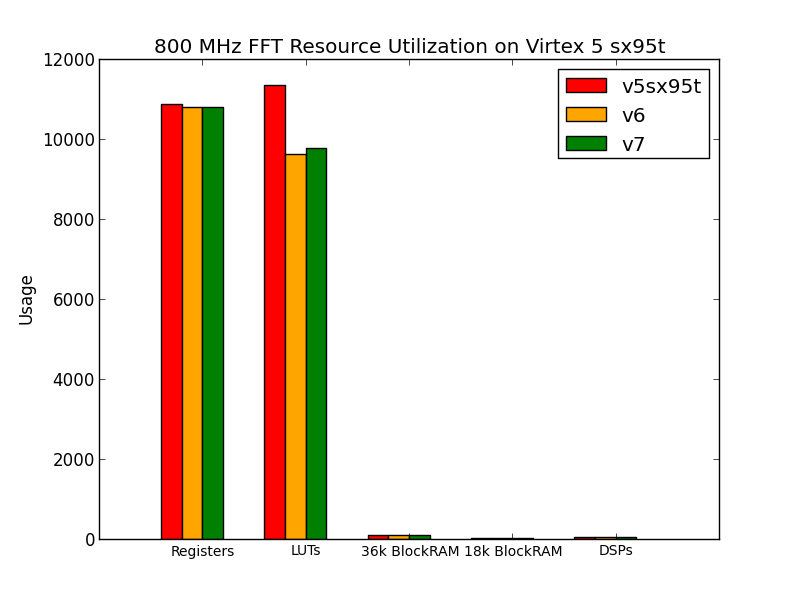 800 MHz FFT Resource Utilization on Virtex 5 sx95t
12000
10000
8000
6000
4000
2000
0
Usage
v5sx95t
v6
v7
Registers
LUTs
36k BlockRAM
18k BlockRAM
DSPs